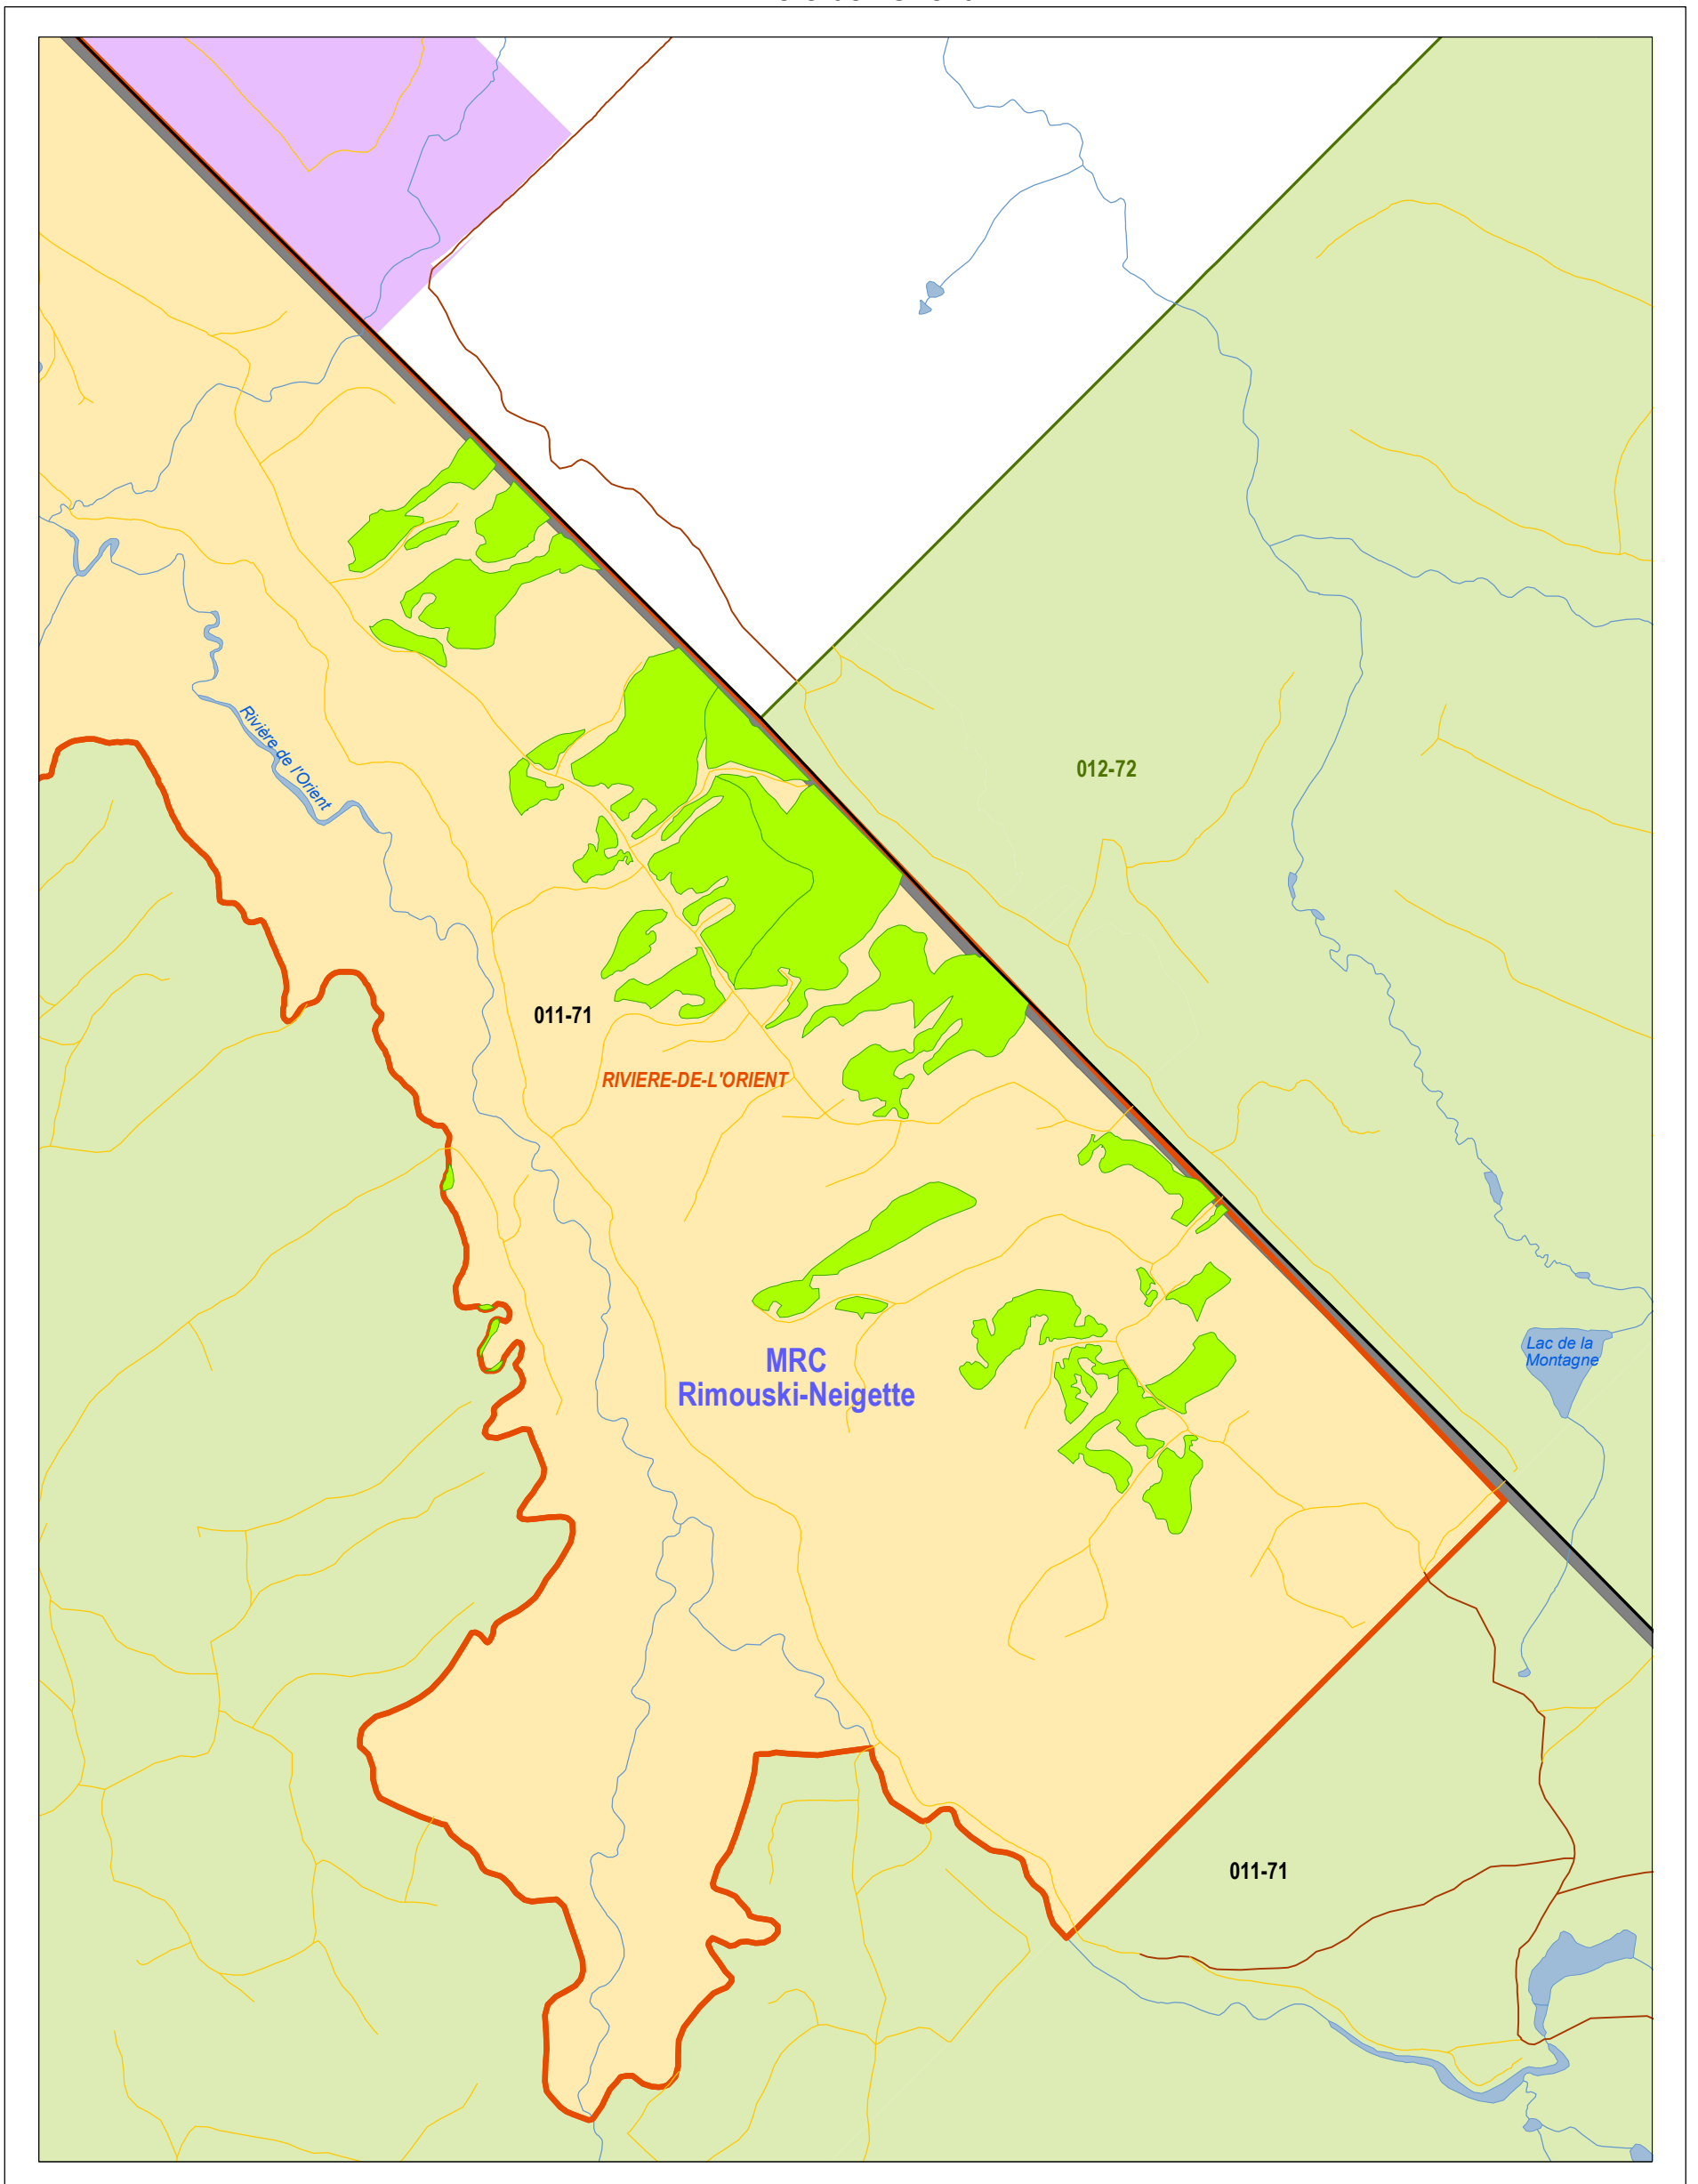 Rivière de l'Orient
012-72
011-71
RIVIERE-DE-L'ORIENT
Lac de la
Montagne
MRC
Rimouski-Neigette
011-71